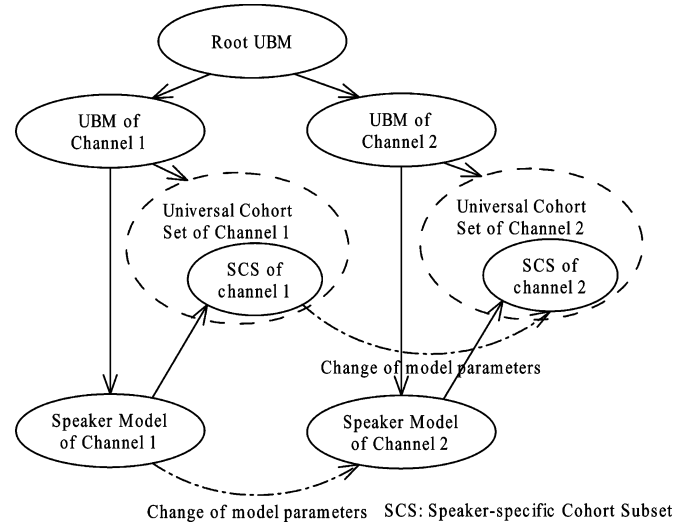 Root UBM
UBM of
Channel 1
UBM of
Channel 2
Universal Cohort
Set of Channel 1
Universal Cohort
Set of Channel 2
SCS of
channel 1
SCS of
channel 2
Change of model parameters
Speaker Model
of Channel 1
Speaker Model
of Channel 2
Change of model parameters
SCS: Speaker-specific Cohort Subset